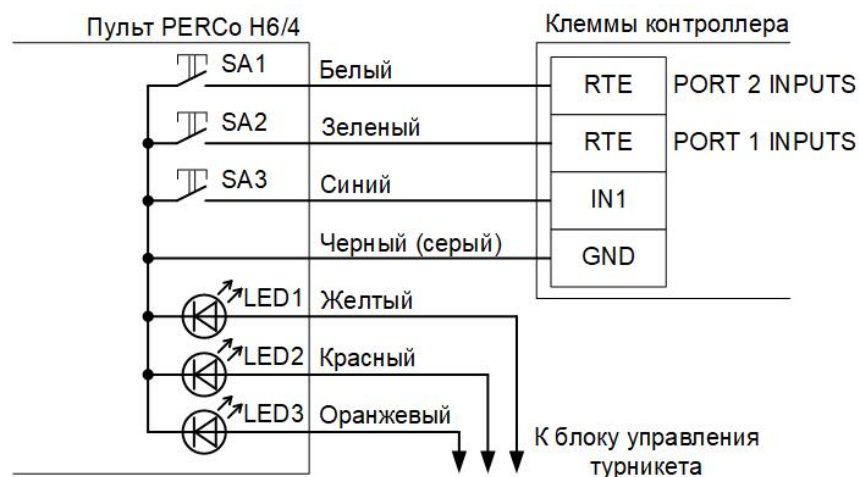 Пульт PERCo H6/4
Клеммы контроллера
SA1
Белый
RTE
PORT 2 INPUTS
SA2
Зеленый
RTE
PORT 1 INPUTS
SA3
Синий
IN1
Черный (серый)
GND
LED1
Желтый
LED2
Красный
LED3
Оранжевый
К блоку управления
турникета